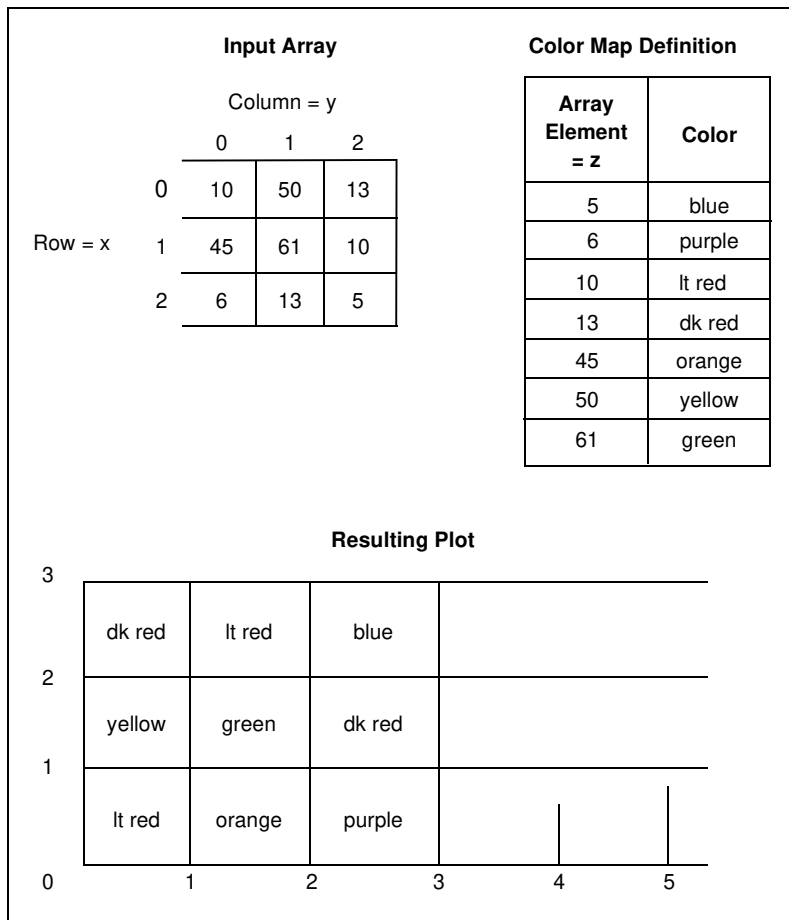 Input Array
Column = y
0 1 2
0 10 50 13
Row = x 1 45 61 10
2 6 13 5
Color Map Definition
Array
Element
= z
Color
5 blue
6 purple
10 lt red
13 dk red
45 orange
50 yellow
61 green
Resulting Plot
3
dk red lt red blue
2
yellow green dk red
1
lt red orange purple
0 1 2 3 4 5